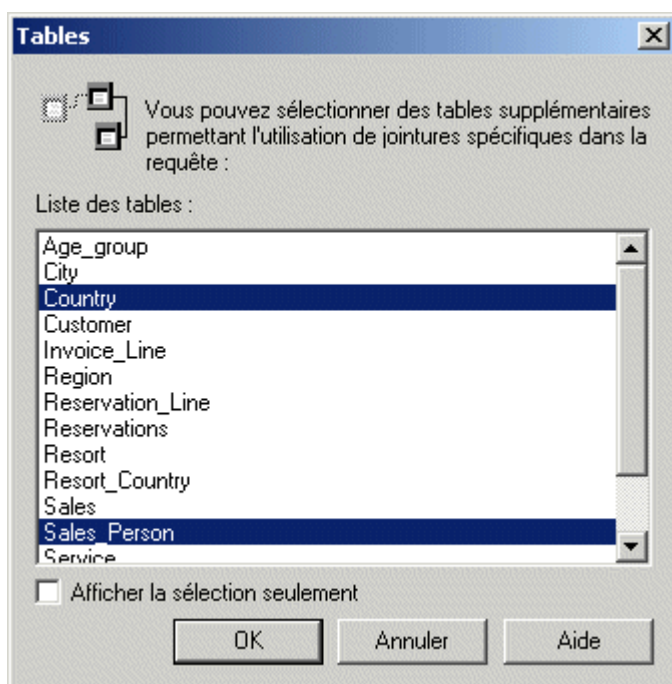 Tables
Vous pouvez sélectionner des tables supplémentaires
permettant l'utilisation de jointures spécifiques dans la
requête :
Liste des tables :
Age_group
City
Country
Customer
Invoice_Line
Region
Reservation_Line
Reservations
Resort
Resort_Country
Sales
Sales_Person
Service
Afficher la sélection seulement
OK
Annuler
Aide